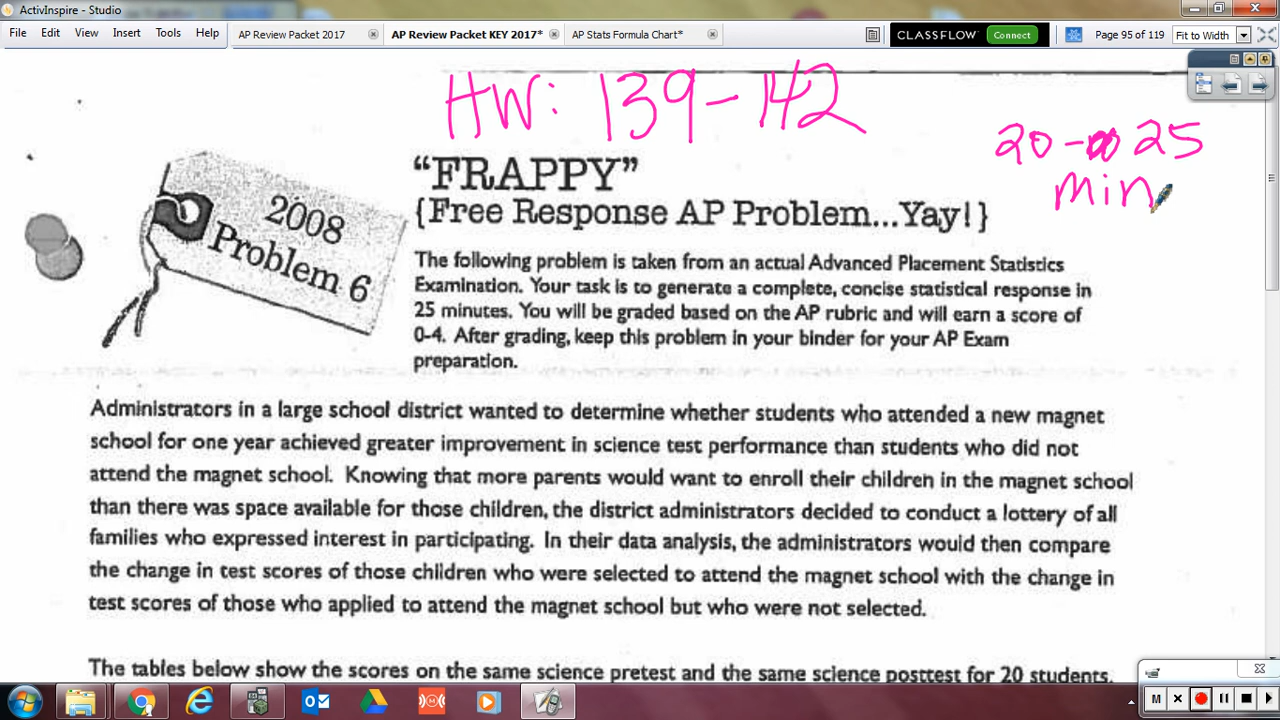 ActivInspire - Studio
File Edit View Insert Tools Help AP Review Packet 2017 AP Review Packet KEY 2017* AP Stats Formula Chart* CLASSFLOW Connect Page 95 of 119 Fit to Width
HW: 139-142
20-25
min
2008
Problem 6
"FRAPPY"
{Free Response AP Problem...Yay!}
The following problem is taken from an actual Advanced Placement Statistics
Examination. Your task is to generate a complete, concise statistical response in
25 minutes. You will be graded based on the AP rubric and will earn a score of
0-4. After grading, keep this problem in your binder for your AP Exam
preparation.
Administrators in a large school district wanted to determine whether students who attended a new magnet
school for one year achieved greater improvement in science test performance than students who did not
attend the magnet school. Knowing that more parents would want to enroll their children in the magnet school
than there was space available for those children, the district administrators decided to conduct a lottery of all
families who expressed interest in participating. In their data analysis, the administrators would then compare
the change in test scores of those children who were selected to attend the magnet school with the change in
test scores of those who applied to attend the magnet school but who were not selected.
The tables below show the scores on the same science pretest and the same science posttest for 20 students.
M